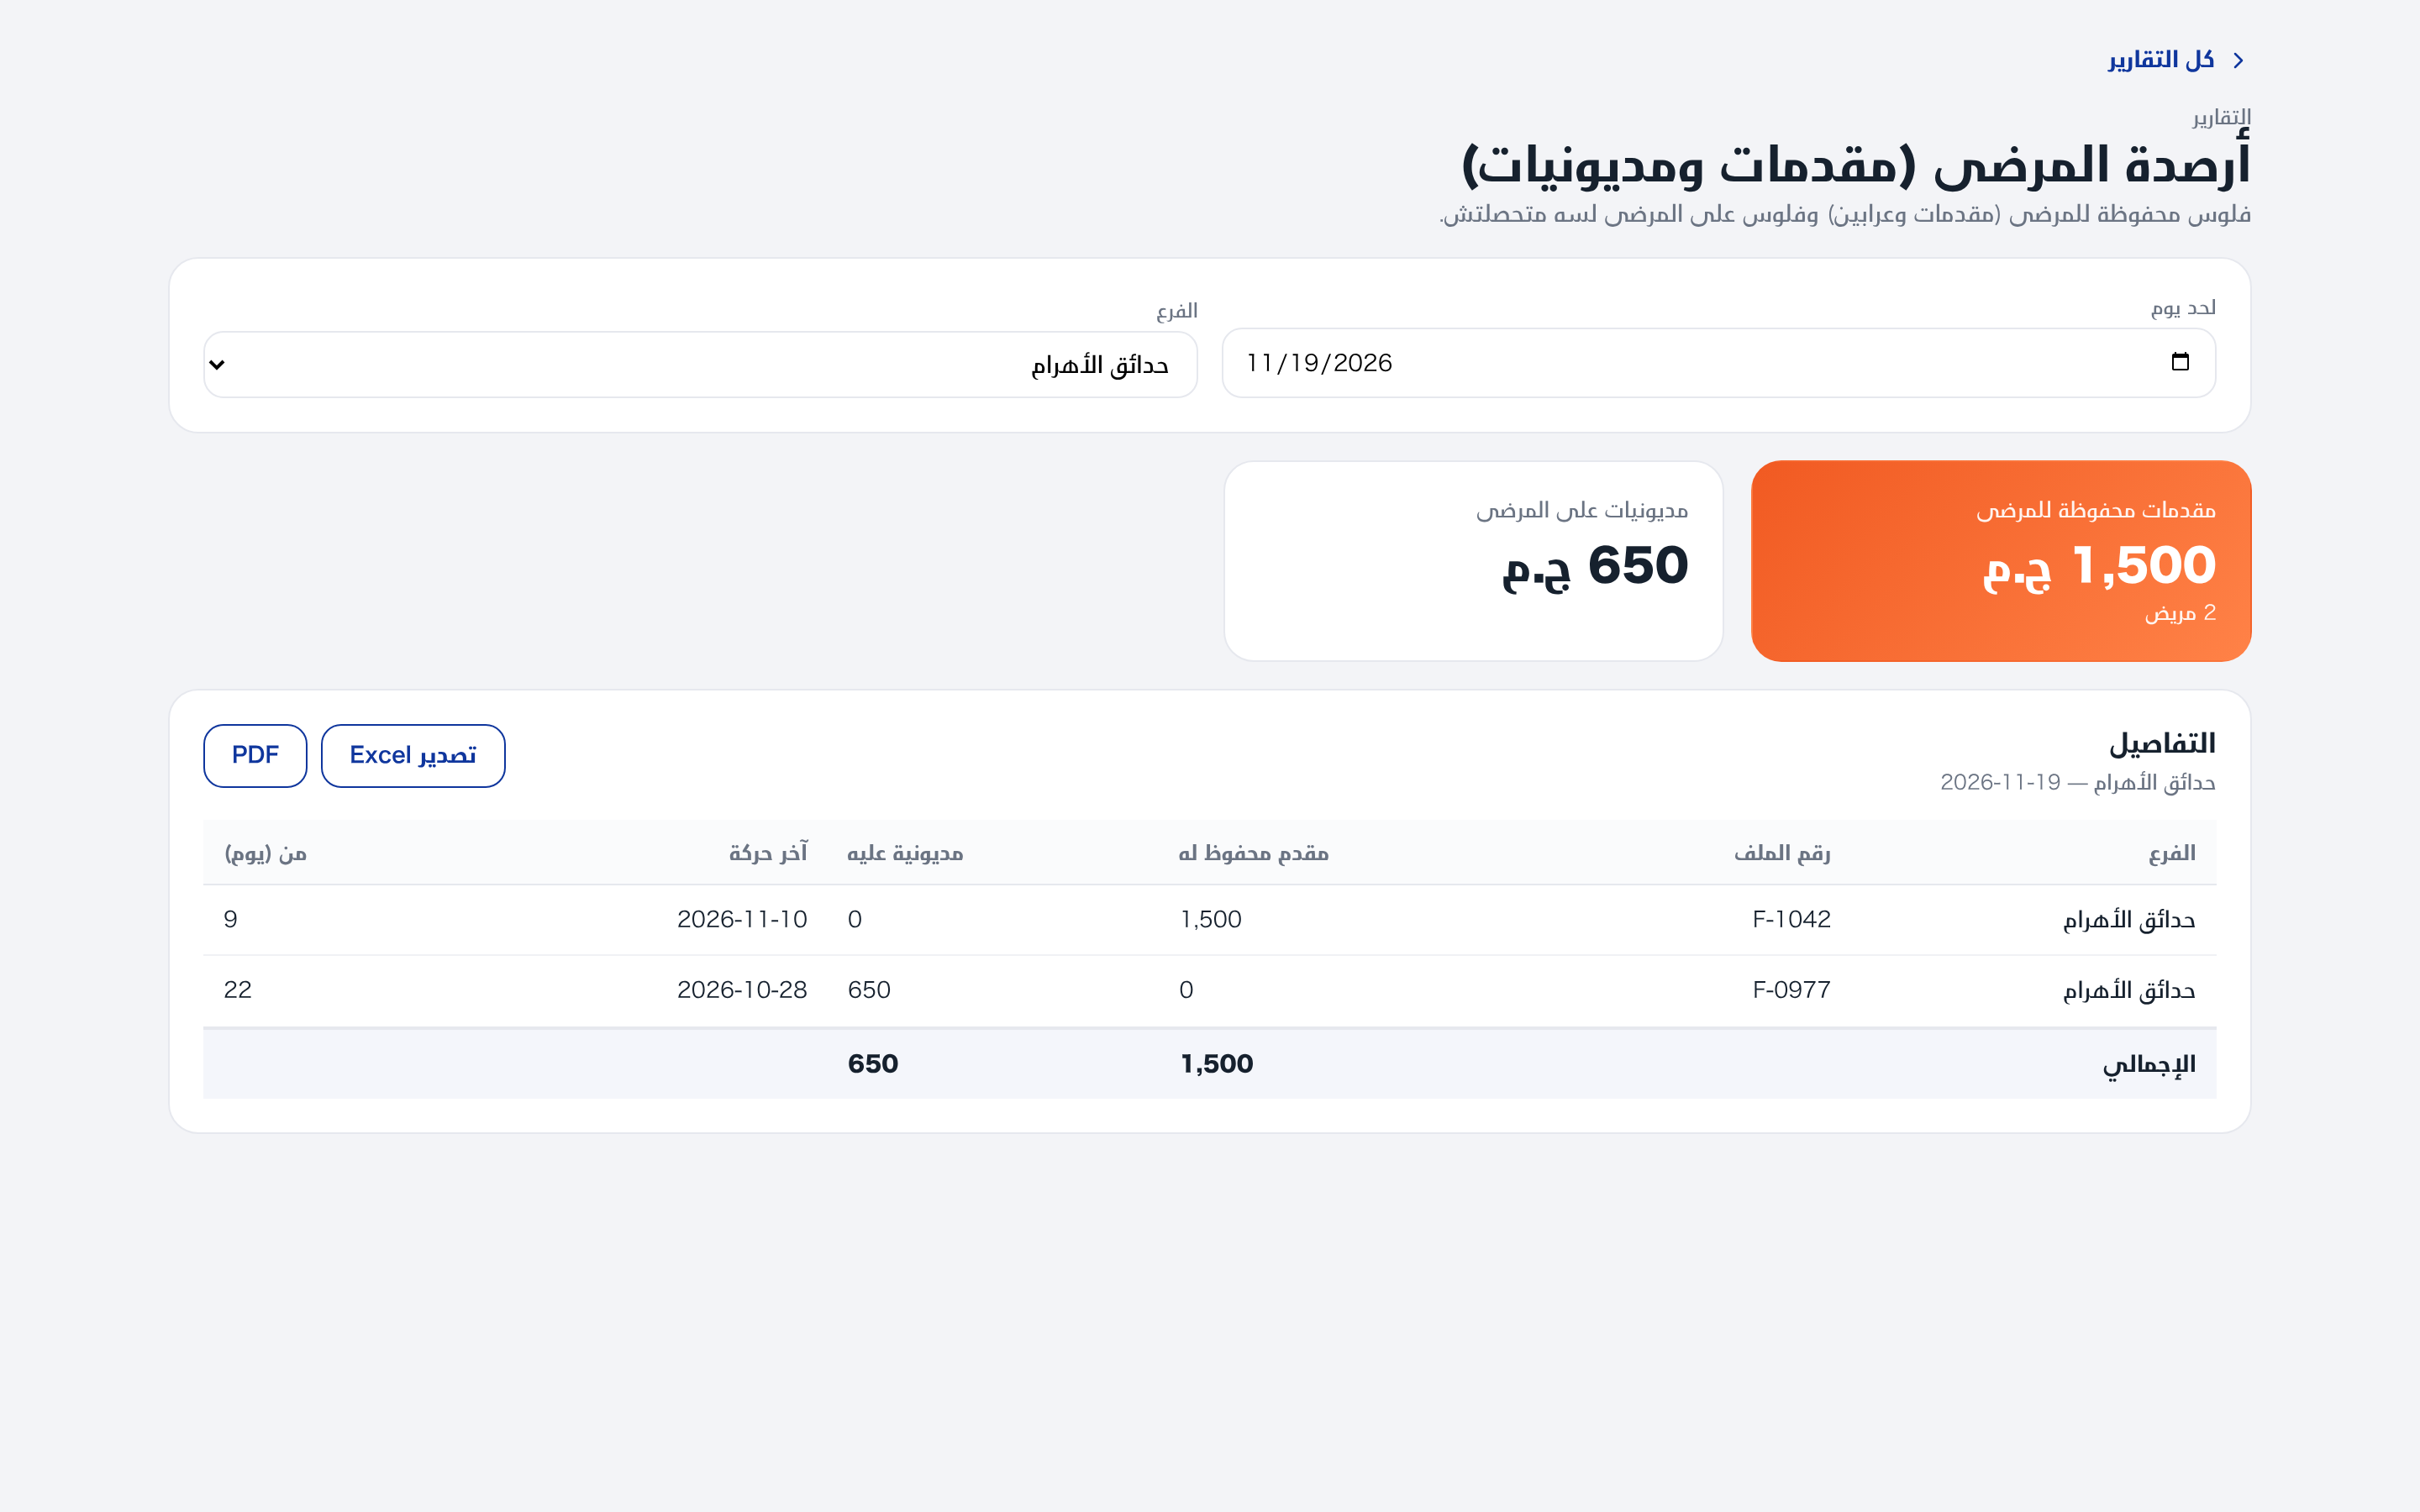 كل التقارير
التقارير
أرصدة المرضى (مقدمات ومديونيات)
فلوس محفوظة للمرضى (مقدمات وعرابين) وفلوس على المرضى لسه متحصلتش.
لحد يوم
11/19/2026
الفرع
حدائق الأهرام
مقدمات محفوظة للمرضى
1,500 ج.م
2 مريض
مديونيات على المرضى
650 ج.م
التفاصيل
حدائق الأهرام — 2026-11-19
تصدير Excel
PDF
الفرع رقم الملف مقدم محفوظ له مديونية عليه آخر حركة من (يوم)
حدائق الأهرام F-1042 1,500 0 2026-11-10 9
حدائق الأهرام F-0977 0 650 2026-10-28 22
الإجمالي 1,500 650